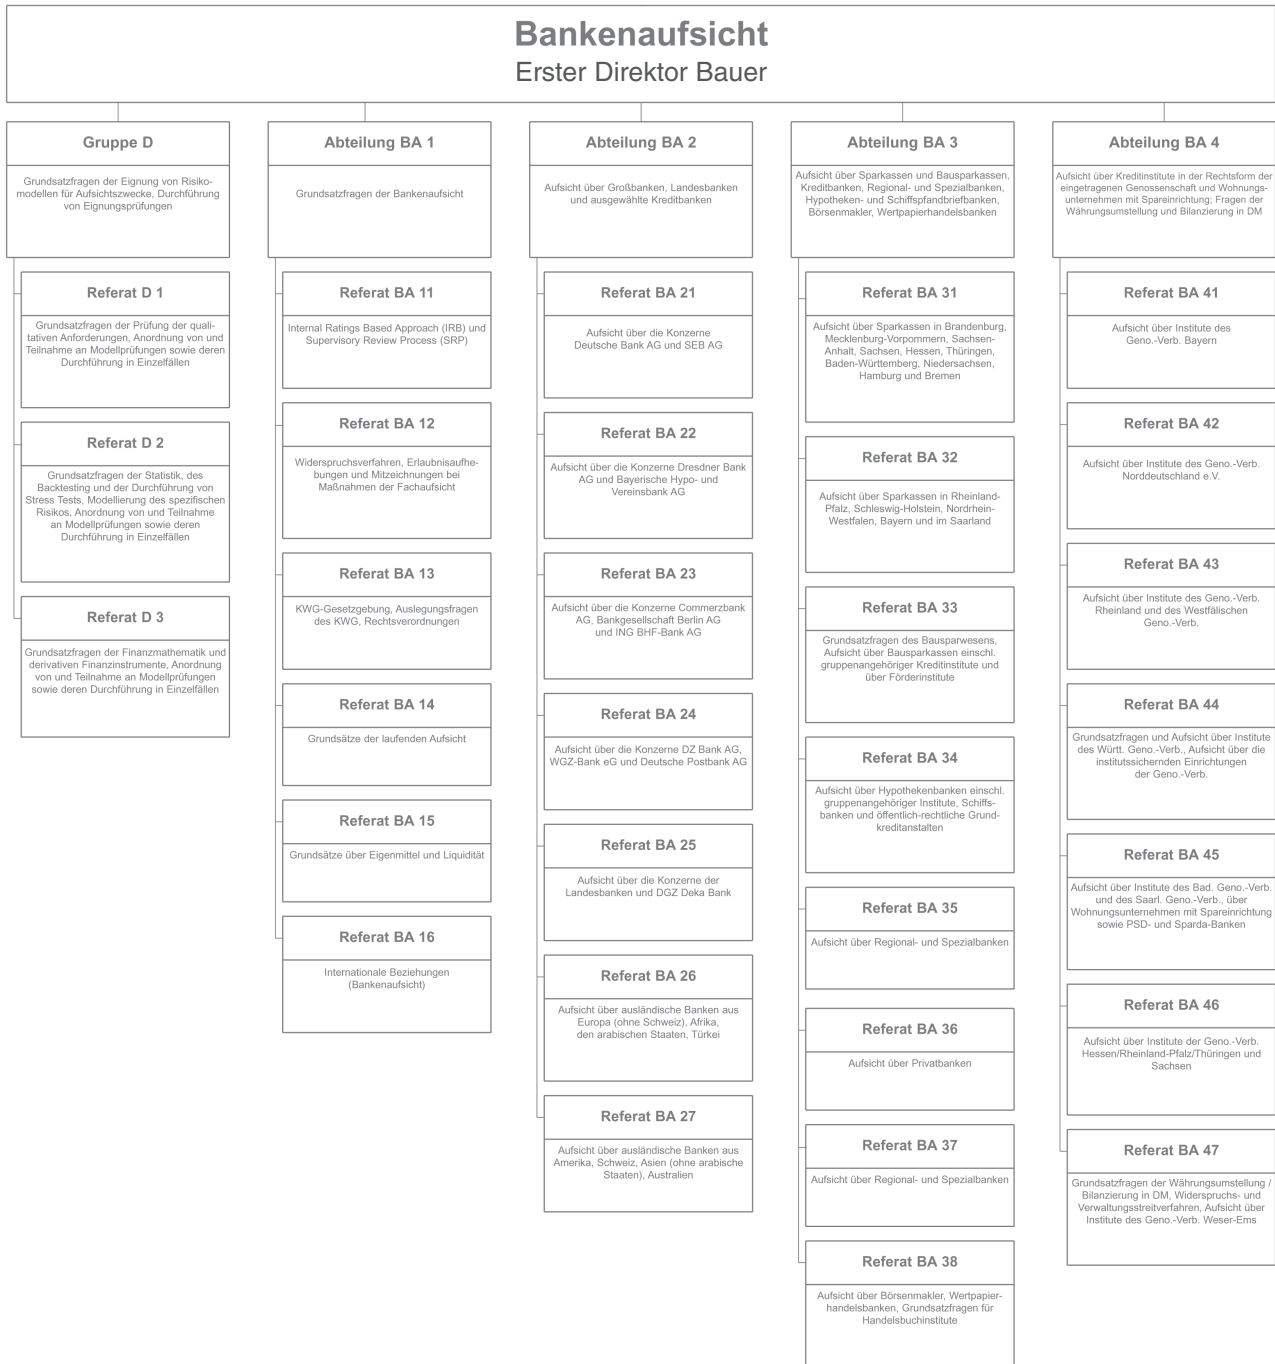 Bankenaufsicht
Erster Direktor Bauer
Gruppe D
Grundsatzfragen der Eignung von Risiko-
modellen für Aufsichtszwecke, Durchführung
von Eignungsprüfungen
Referat D 1
Grundsatzfragen der Prüfung der quali-
tativen Anforderungen, Anordnung von und
Teilnahme an Modellprüfungen sowie deren
Durchführung in Einzelfällen
Referat D 2
Grundsatzfragen der Statistik, des
Backtesting und der Durchführung von
Stress Tests, Modellierung des spezifischen
Risikos, Anordnung von und Teilnahme
an Modellprüfungen sowie deren
Durchführung in Einzelfällen
Referat D 3
Grundsatzfragen der Finanzmathematik und
derivativen Finanzinstrumente, Anordnung
von und Teilnahme an Modellprüfungen
sowie deren Durchführung in Einzelfällen
Abteilung BA 1
Grundsatzfragen der Bankenaufsicht
Referat BA 11
Internal Ratings Based Approach (IRB) und
Supervisory Review Process (SRP)
Referat BA 12
Widerspruchsverfahren, Erlaubnisaufhe-
bungen und Mitzeichnungen bei
Maßnahmen der Fachaufsicht
Referat BA 13
KWG-Gesetzgebung, Auslegungsfragen
des KWG, Rechtsverordnungen
Referat BA 14
Grundsätze der laufenden Aufsicht
Referat BA 15
Grundsätze über Eigenmittel und Liquidität
Referat BA 16
Internationale Beziehungen
(Bankenaufsicht)
Abteilung BA 2
Aufsicht über Großbanken, Landesbanken
und ausgewählte Kreditbanken
Referat BA 21
Aufsicht über die Konzerne
Deutsche Bank AG und SEB AG
Referat BA 22
Aufsicht über die Konzerne Dresdner Bank
AG und Bayerische Hypo- und
Vereinsbank AG
Referat BA 23
Aufsicht über die Konzerne Commerzbank
AG, Bankgesellschaft Berlin AG
und ING BHF-Bank AG
Referat BA 24
Aufsicht über die Konzerne DZ Bank AG,
WGZ-Bank eG und Deutsche Postbank AG
Referat BA 25
Aufsicht über die Konzerne der
Landesbanken und DGZ Deka Bank
Referat BA 26
Aufsicht über ausländische Banken aus
Europa (ohne Schweiz), Afrika,
den arabischen Staaten, Türkei
Referat BA 27
Aufsicht über ausländische Banken aus
Amerika, Schweiz, Asien (ohne arabische
Staaten), Australien
Abteilung BA 3
Aufsicht über Sparkassen und Bausparkassen,
Kreditbanken, Regional- und Spezialbanken,
Hypotheken- und Schiffspfandbriefbanken,
Börsenmakler, Wertpapierhandelsbanken
Referat BA 31
Aufsicht über Sparkassen in Brandenburg,
Mecklenburg-Vorpommern, Sachsen-
Anhalt, Sachsen, Hessen, Thüringen,
Baden-Württemberg, Niedersachsen,
Hamburg und Bremen
Referat BA 32
Aufsicht über Sparkassen in Rheinland-
Pfalz, Schleswig-Holstein, Nordrhein-
Westfalen, Bayern und im Saarland
Referat BA 33
Grundsatzfragen des Bausparwesens,
Aufsicht über Bausparkassen einschl.
gruppenangehöriger Kreditinstitute und
über Förderinstitute
Referat BA 34
Aufsicht über Hypothekenbanken einschl.
gruppenangehöriger Institute, Schiffs-
banken und öffentlich-rechtliche Grund-
kreditanstalten
Referat BA 35
Aufsicht über Regional- und Spezialbanken
Referat BA 36
Aufsicht über Privatbanken
Referat BA 37
Aufsicht über Regional- und Spezialbanken
Referat BA 38
Aufsicht über Börsenmakler, Wertpapier-
handelsbanken, Grundsatzfragen für
Handelsbuchinstitute
Abteilung BA 4
Aufsicht über Kreditinstitute in der Rechtsform der
eingetragenen Genossenschaft und Wohnungs-
unternehmen mit Spareinrichtung; Fragen der
Währungsumstellung und Bilanzierung in DM
Referat BA 41
Aufsicht über Institute des
Geno.-Verb. Bayern
Referat BA 42
Aufsicht über Institute des Geno.-Verb.
Norddeutschland e.V.
Referat BA 43
Aufsicht über Institute des Geno.-Verb.
Rheinland und des Westfälischen
Geno.-Verb.
Referat BA 44
Grundsatzfragen und Aufsicht über Institute
des Württ. Geno.-Verb., Aufsicht über die
institutssichernden Einrichtungen
der Geno.-Verb.
Referat BA 45
Aufsicht über Institute des Bad. Geno.-Verb.
und des Saarl. Geno.-Verb., über
Wohnungsunternehmen mit Spareinrichtung
sowie PSD- und Sparda-Banken
Referat BA 46
Aufsicht über Institute der Geno.-Verb.
Hessen/Rheinland-Pfalz/Thüringen und
Sachsen
Referat BA 47
Grundsatzfragen der Währungsumstellung /
Bilanzierung in DM, Widerspruchs- und
Verwaltungsstreitverfahren, Aufsicht über
Institute des Geno.-Verb. Weser-Ems